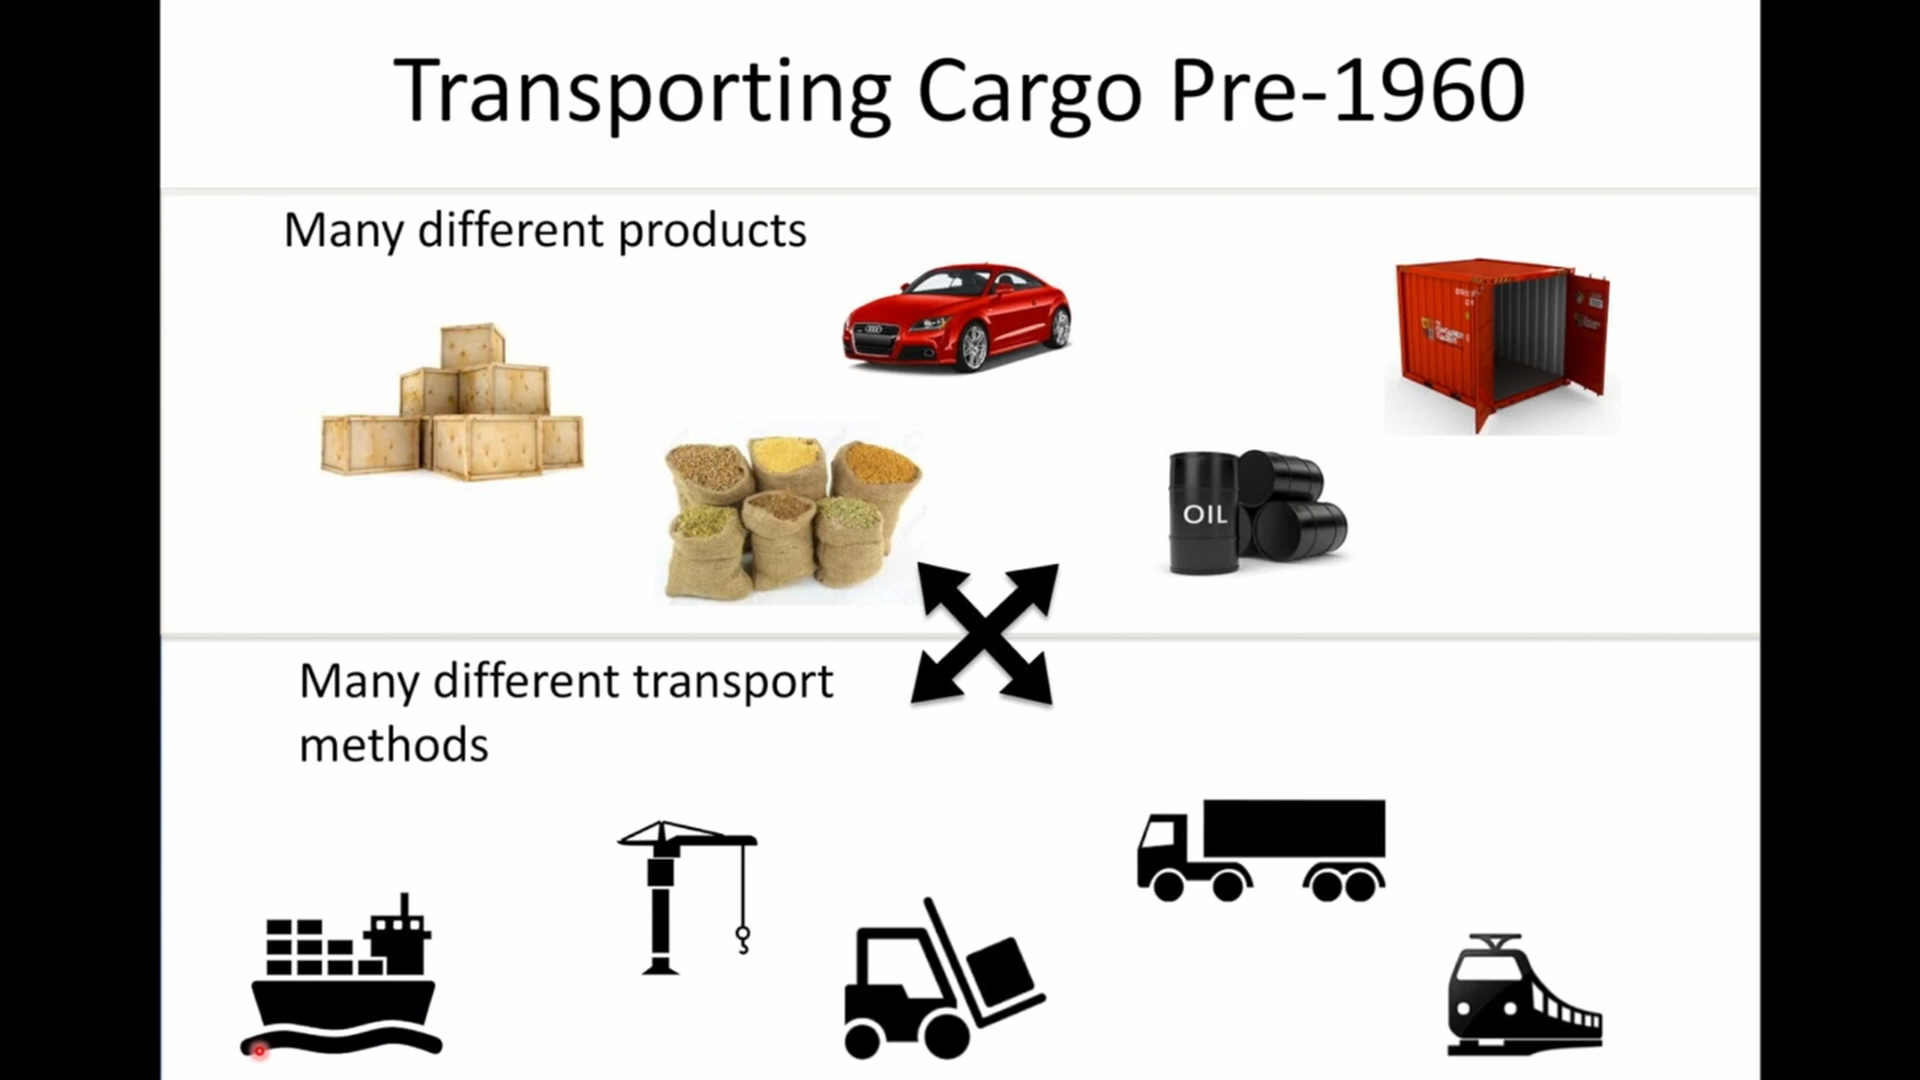 Transporting Cargo Pre-1960
Many different products
OIL
Many different transport
methods